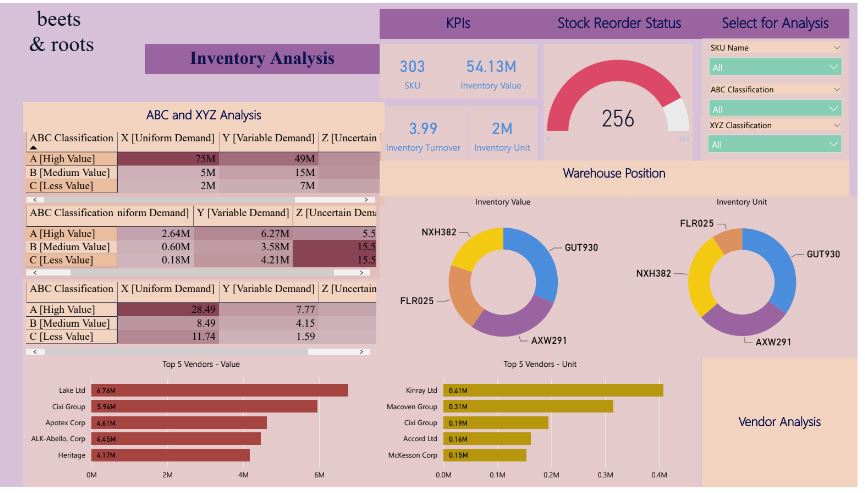 beets
& roots
Inventory Analysis
KPIs
303
SKU
54.13M
Inventory Value
3.99
Inventory Turnover
2M
Inventory Unit
Stock Reorder Status
256
0
Select for Analysis
SKU Name
All
ABC Classification
All
XYZ Classification
All
ABC and XYZ Analysis
ABC Classification X [Uniform Demand] Y [Variable Demand] Z [Uncertain
A [High Value] 75M 49M
B [Medium Value] 5M 15M
C [Less Value] 2M 7M
ABC Classification niform Demand] Y [Variable Demand] Z [Uncertain Dema
A [High Value] 2.64M 6.27M 5.5
B [Medium Value] 0.60M 3.58M 15.5
C [Less Value] 0.18M 4.21M 15.5
ABC Classification X [Uniform Demand] Y [Variable Demand] Z [Uncertain
A [High Value] 28.49 7.77
B [Medium Value] 8.49 4.15
C [Less Value] 11.74 1.59
Warehouse Position
Inventory Value
NXH382
GUT930
FLR025
AXW291
Inventory Unit
FLR025
GUT930
NXH382
AXW291
Top 5 Vendors - Value
Lake Ltd 6.76M
Cixi Group 5.94M
Apotex Corp 4.61M
ALK-Abello, Corp 4.45M
Heritage 4.17M
0M 2M 4M 6M
Top 5 Vendors - Unit
Kinray Ltd 0.41M
Macoven Group 0.31M
Cixi Group 0.19M
Accord Ltd 0.16M
McKesson Corp 0.15M
0.0M 0.1M 0.2M 0.3M 0.4M
Vendor Analysis